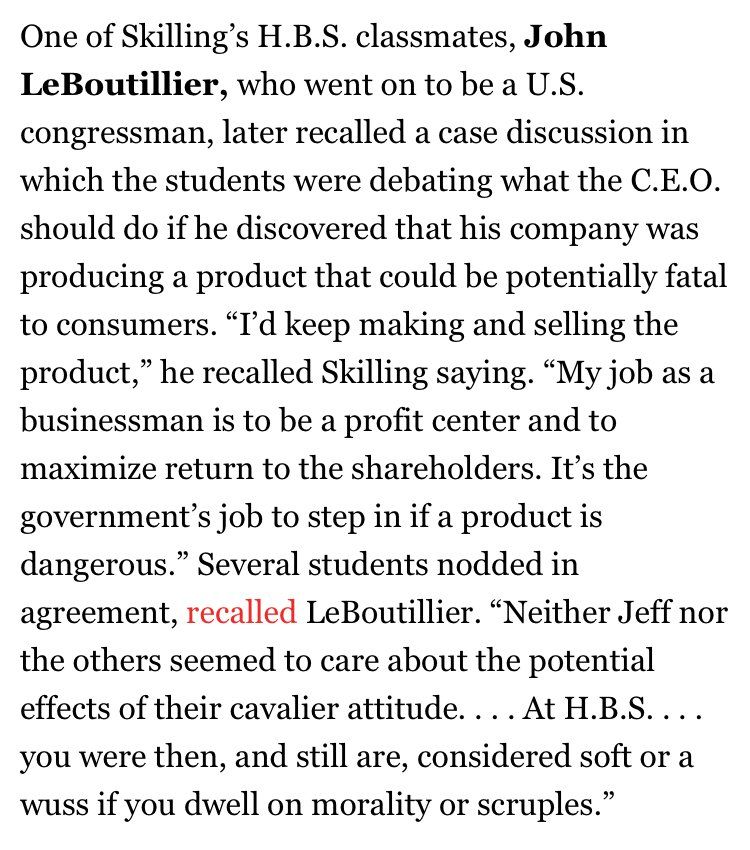 One of Skilling’s H.B.S. classmates, John
LeBoutillier, who went on to be a U.S.
congressman, later recalled a case discussion in
which the students were debating what the C.E.O.
should do if he discovered that his company was
producing a product that could be potentially fatal
to consumers. “I’d keep making and selling the
product,” he recalled Skilling saying. “My job as a
businessman is to be a profit center and to
maximize return to the shareholders. It’s the
government’s job to step in if a product is
dangerous.” Several students nodded in
agreement, recalled LeBoutillier. “Neither Jeff nor
the others seemed to care about the potential
effects of their cavalier attitude. . . . At H.B.S. . . .
you were then, and still are, considered soft or a
wuss if you dwell on morality or scruples.”